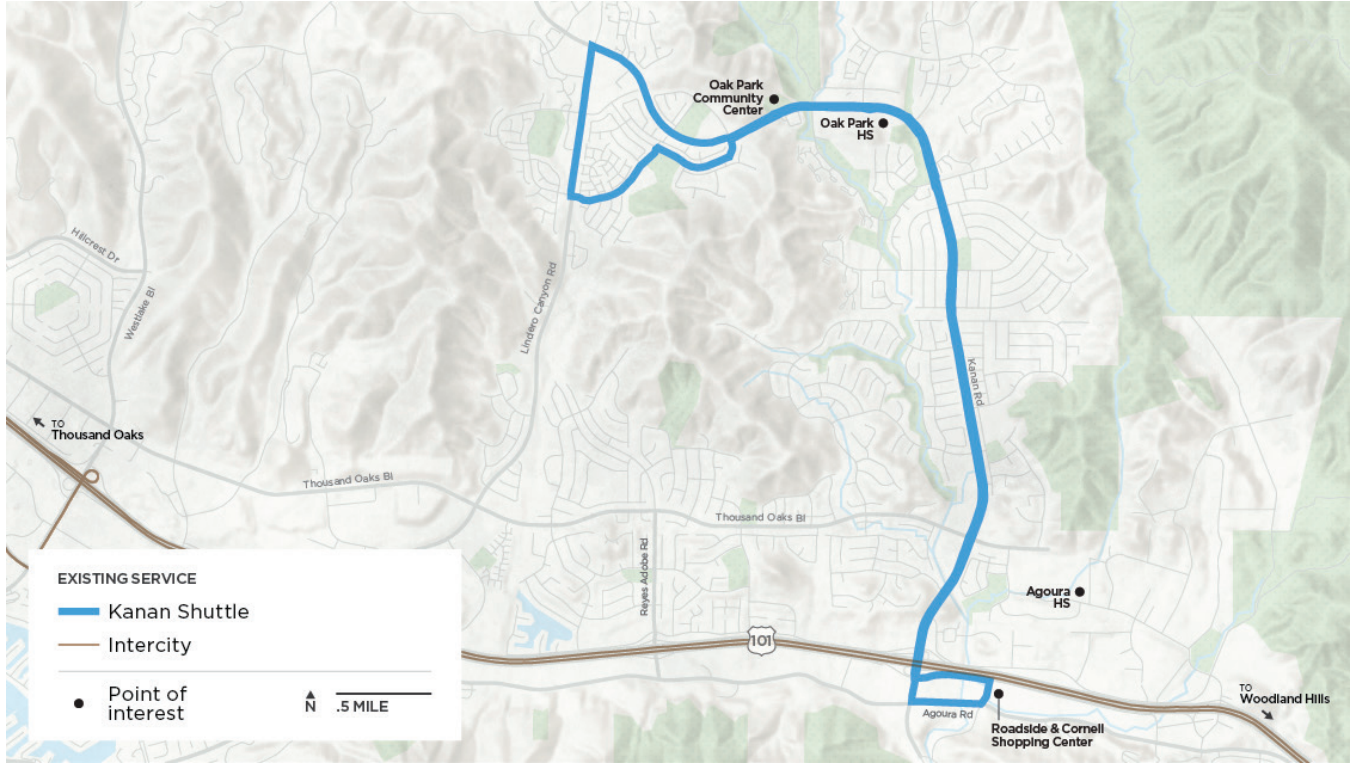 Oak Park
Community
Center
Oak Park
HS
Hillcrest Dr
Westlake Bl
Lindero Canyon Rd
Kanan Rd
TO
Thousand Oaks
Thousand Oaks Bl
Thousand Oaks Bl
Reyes Adobe Rd
Agoura
HS
101
EXISTING SERVICE
Kanan Shuttle
Intercity
Point of
interest
N
.5 MILE
TO
Woodland Hills
Agoura Rd
Roadside & Cornell
Shopping Center